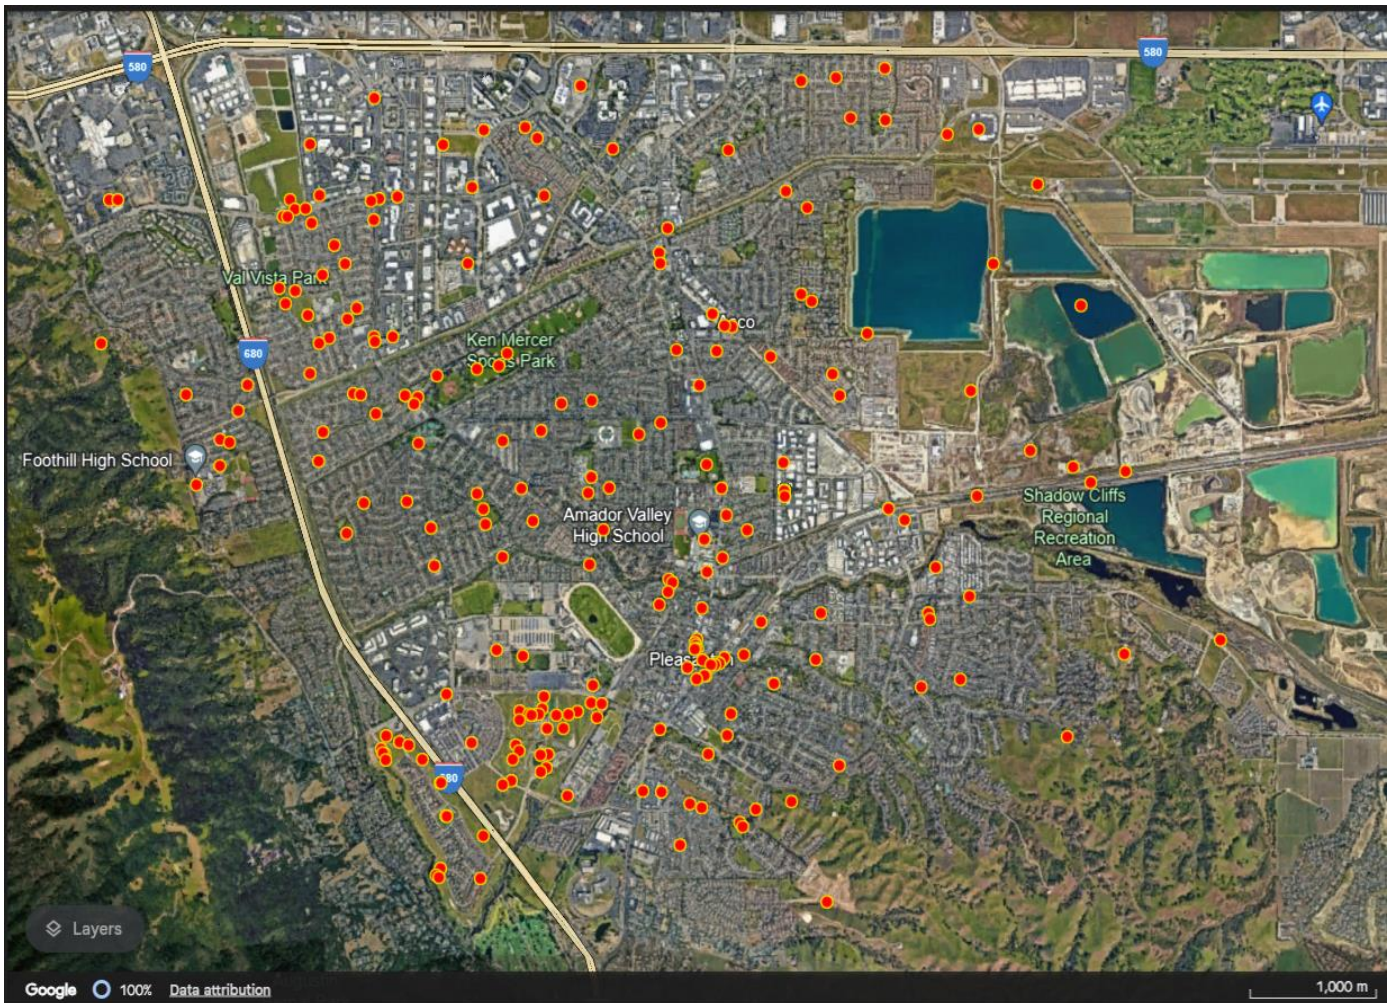 580
580
Val Vista Park
Ken Mercer
Sports Park
680
Foothill High School
Amador Valley
High School
Shadow Cliffs
Regional
Recreation
Area
Layers
Google
100%
Data attribution
1,000 m